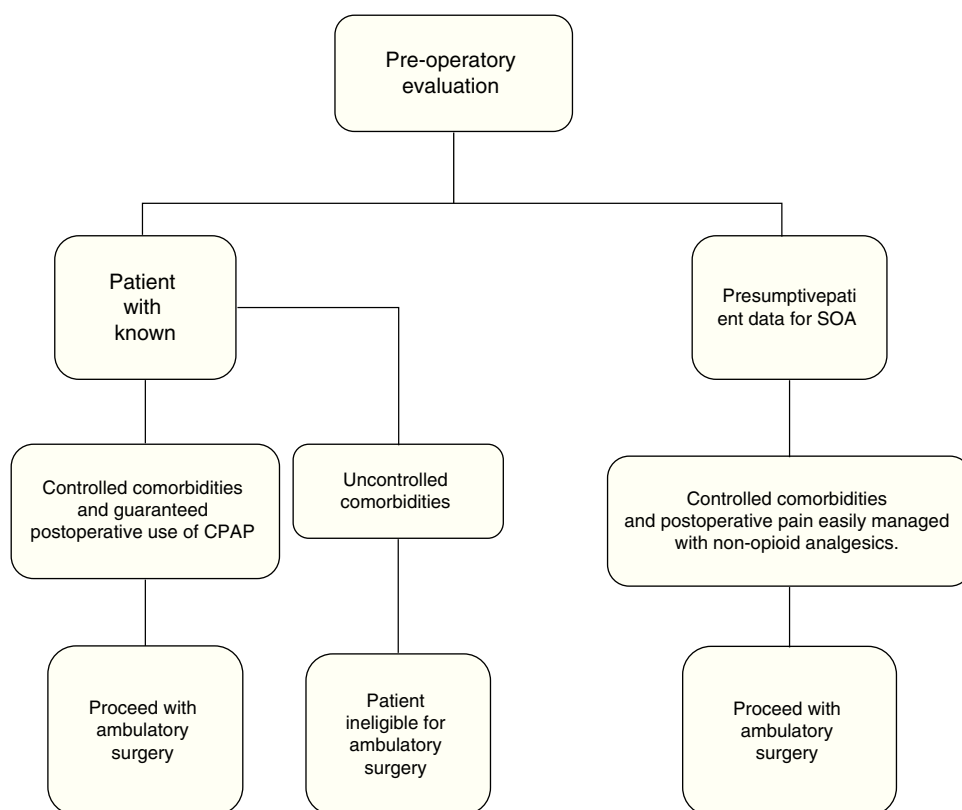 Pre-operatory
evaluation
Patient
with
known
Presumptivepati
ent data for SOA
Controlled comorbidities
and guaranteed
postoperative use of CPAP
Uncontrolled
comorbidities
Controlled comorbidities
and postoperative pain easily managed
with non-opioid analgesics.
Proceed with
ambulatory
surgery
Patient
ineligible for
ambulatory
surgery
Proceed with
ambulatory
surgery